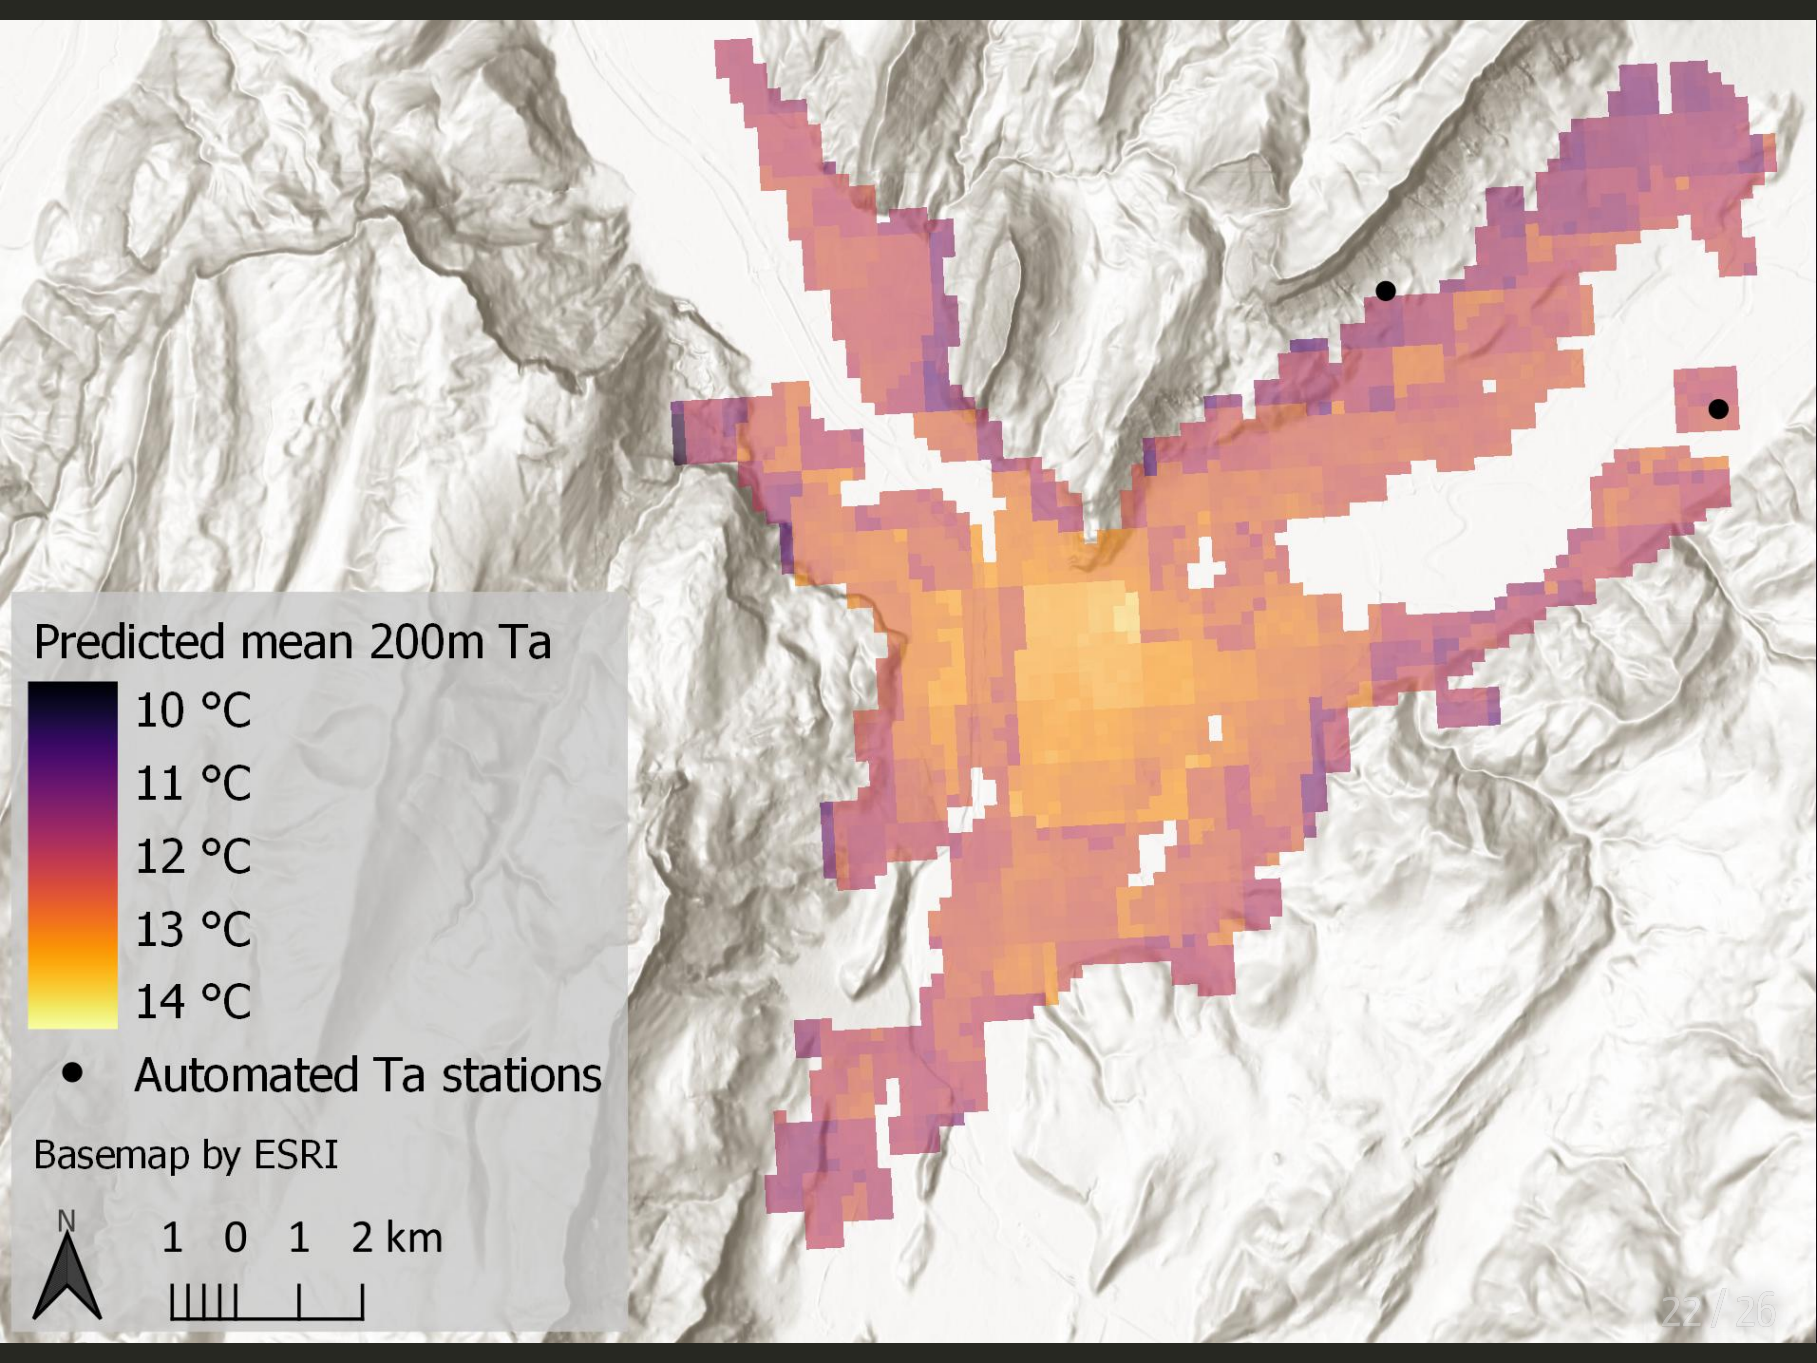 Predicted mean 200m Ta
10 °C
11 °C
12 °C
13 °C
14 °C
Automated Ta stations
Basemap by ESRI
N
1 0 1 2 km
22 / 26